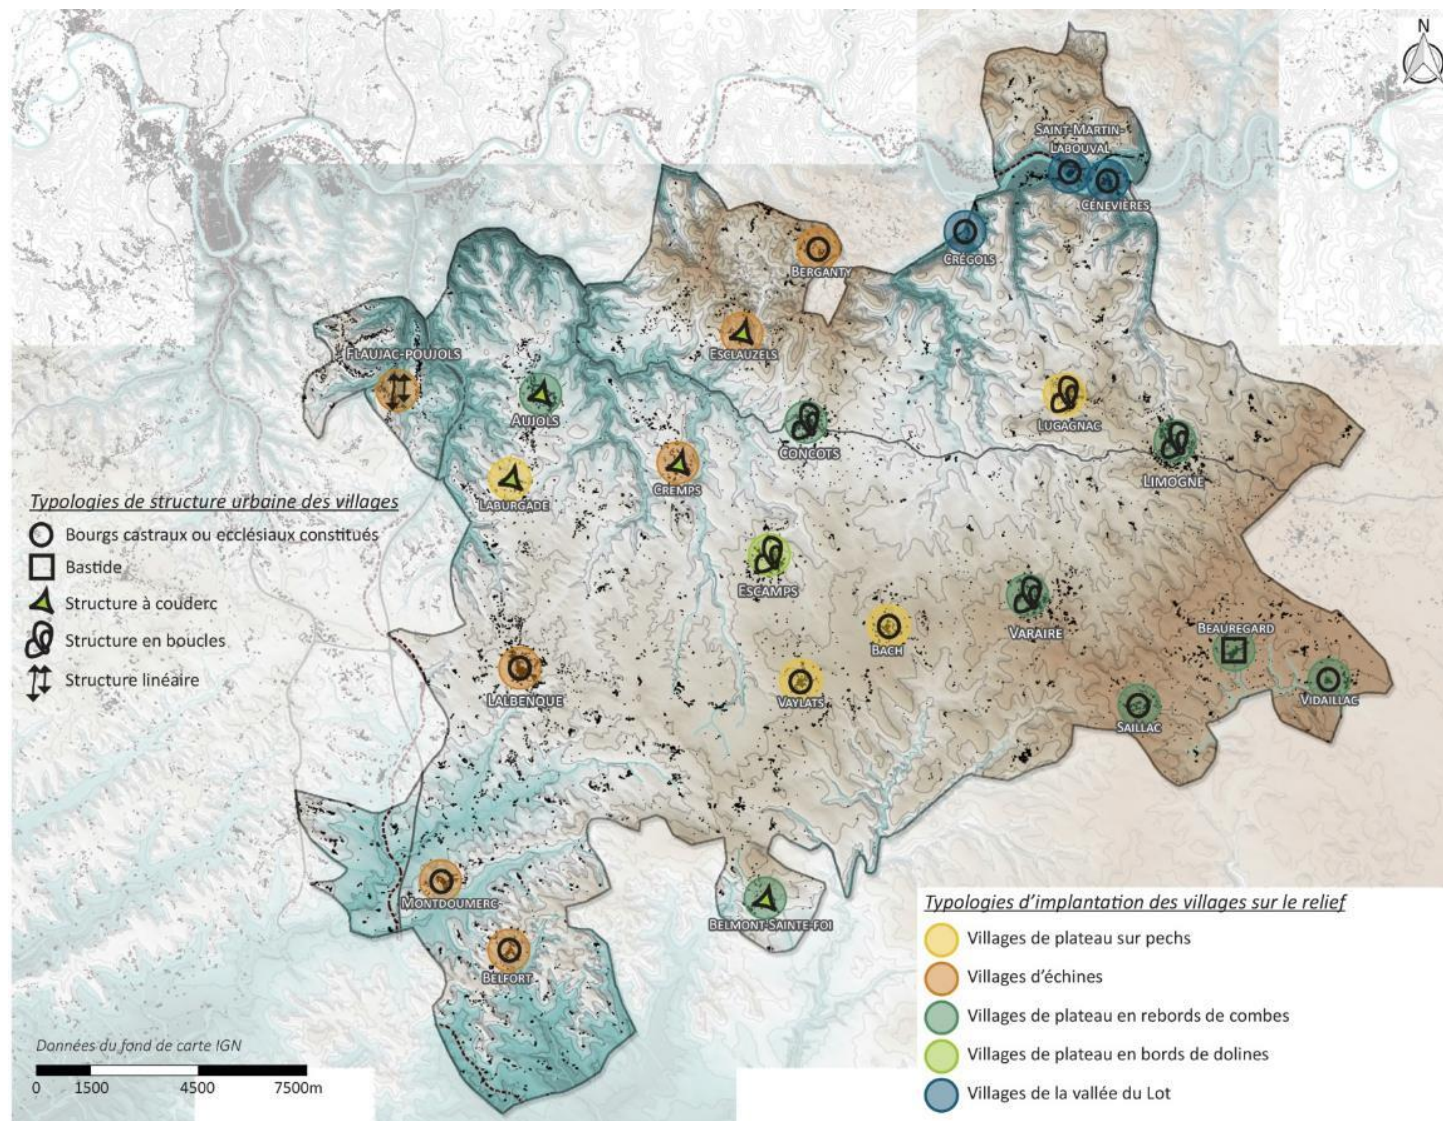 N
SAINT-MARTIN-
LABOUVAL
CÉNEVIÈRES
CRÉGOLS
BERGANTY
ESCLAUZELS
FLAUJAC-POUJOLS
AUJOLS
LUGAGNAC
CONCOTS
LIMOGNE
CREMPS
LABURGADE
Typologies de structure urbaine des villages
Bourgs castraux ou ecclésiaux constitués
Bastide
Structure à couderc
Structure en boucles
Structure linéaire
ESCAMPS
VARAIRE
BEAUREGARD
BACH
LALBENQUE
VAYLATS
VIDAILLAC
SAILLAC
MONTDOUMERC
BELMONT-SAINTE-FOI
BELFORT
Typologies d'implantation des villages sur le relief
Villages de plateau sur pechs
Villages d'échines
Villages de plateau en rebords de combes
Villages de plateau en bords de dolines
Villages de la vallée du Lot
Données du fond de carte IGN
0 1500 4500 7500m